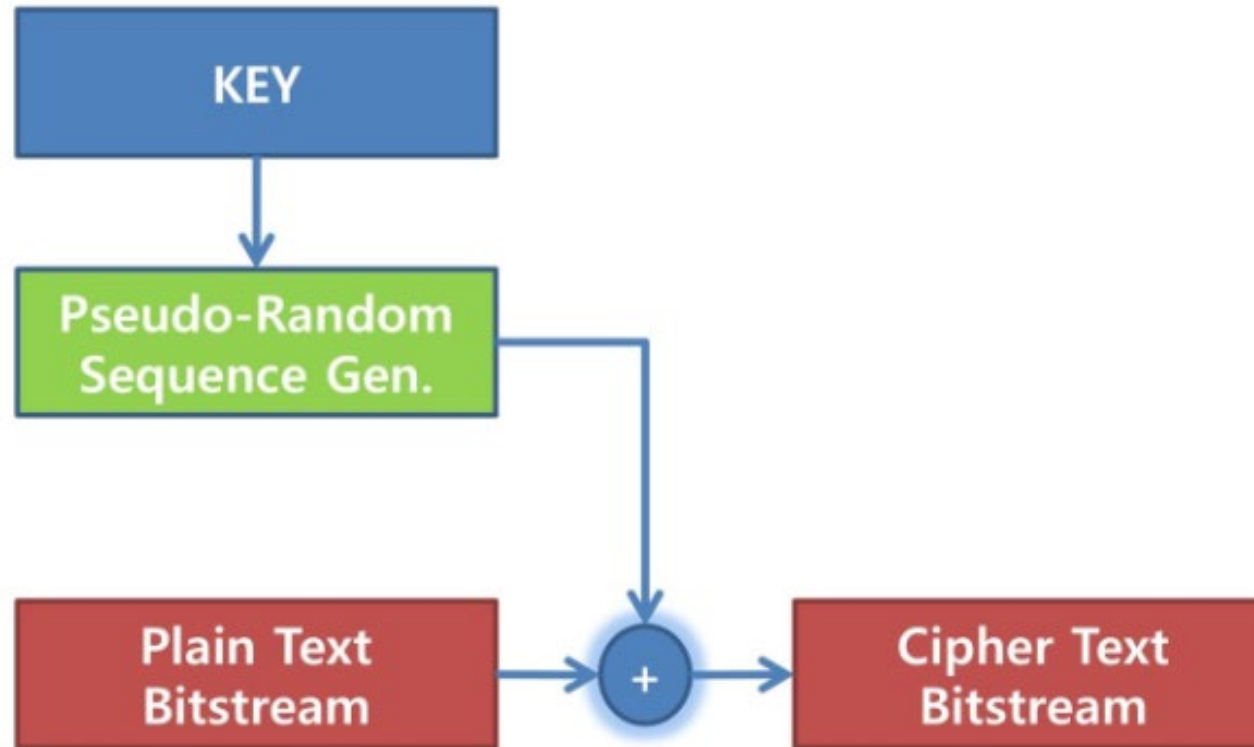 KEY
Pseudo-Random
Sequence Gen.
Plain Text
Bitstream
+
Cipher Text
Bitstream